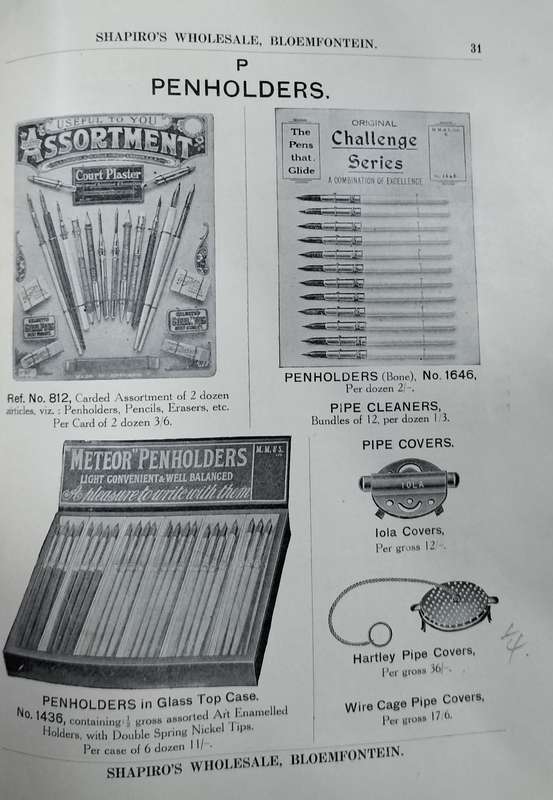 SHAPIRO'S WHOLESALE, BLOEMFONTEIN.
31
P
PENHOLDERS.
USEFUL TO YOU
ASSORTMENT
Court Plaster
Ref. No. 812, Carded Assortment of 2 dozen
articles, viz. : Penholders, Pencils, Erasers, etc.
Per Card of 2 dozen 3/6.
The
Pens
that.
Glide
ORIGINAL
Challenge
Series
A COMBINATION OF EXCELLENCE
PENHOLDERS (Bone), No. 1646,
Per dozen 2/-.
PIPE CLEANERS,
Bundles of 12, per dozen 1/3.
METEOR" PENHOLDERS
LIGHT CONVENIENT & WELL BALANCED
A pleasure to write with them
M. M. U. S.
PENHOLDERS in Glass Top Case.
No. 1436, containing ½ gross assorted Art Enamelled
Holders, with Double Spring Nickel Tips.
Per case of 6 dozen 11/-.
PIPE COVERS.
IOLA
Iola Covers,
Per gross 12/-.
Hartley Pipe Covers,
Per gross 36/-.
Wire Cage Pipe Covers,
Per gross 17/6.
SHAPIRO'S WHOLESALE, BLOEMFONTEIN.